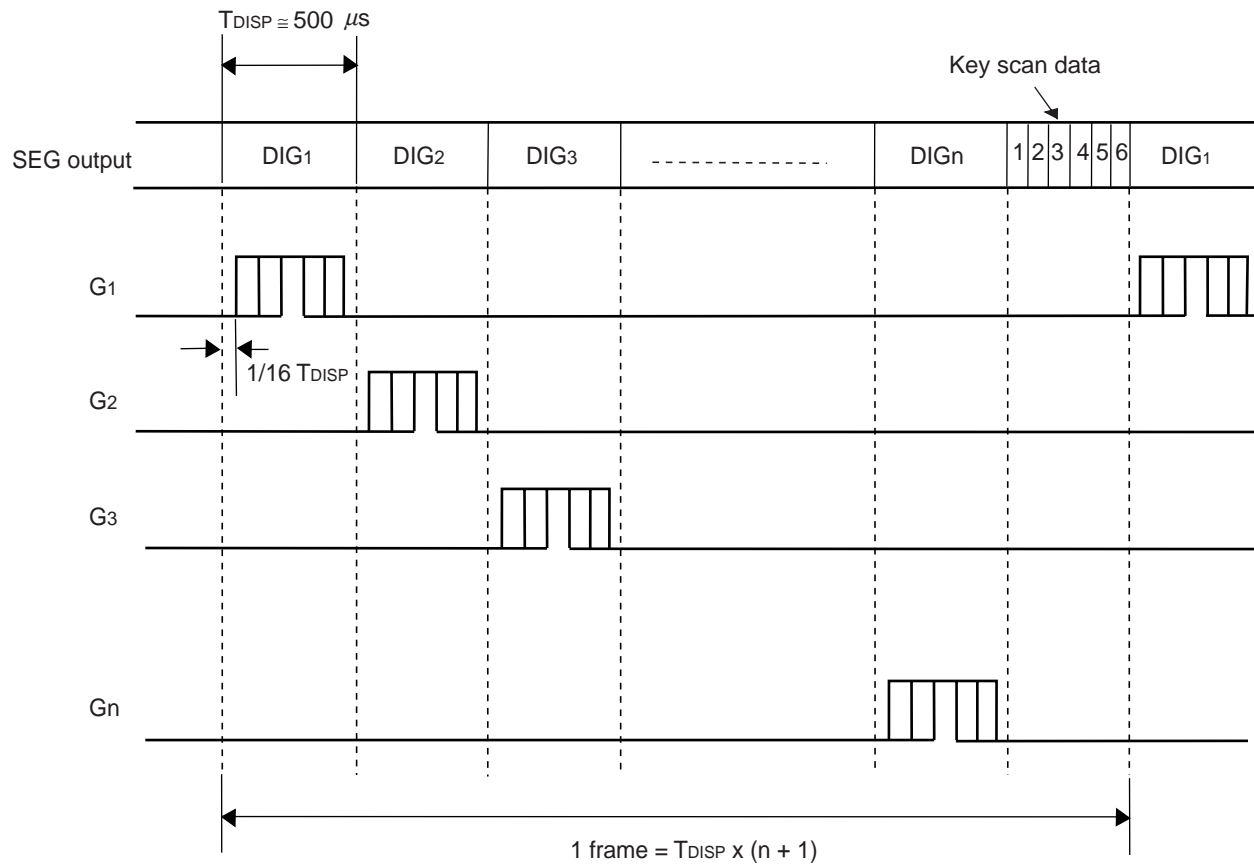 TDISP ≅ 500 μs
Key scan data
SEG output DIG1 DIG2 DIG3 DIGn 1 2 3 4 5 6 DIG1
G1
1/16 TDISP
G2
G3
Gn
1 frame = TDISP x (n + 1)